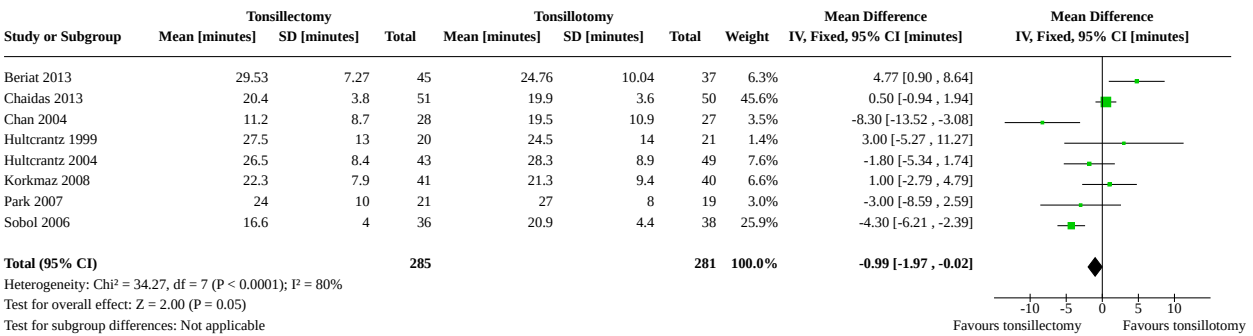 Tonsillectomy Tonsillotomy Mean Difference Mean Difference
Study or Subgroup Mean [minutes] SD [minutes] Total Mean [minutes] SD [minutes] Total Weight IV, Fixed, 95% CI [minutes] IV, Fixed, 95% CI [minutes]
Beriat 2013 29.53 7.27 45 24.76 10.04 37 6.3% 4.77 [0.90 , 8.64]
Chaidas 2013 20.4 3.8 51 19.9 3.6 50 45.6% 0.50 [-0.94 , 1.94]
Chan 2004 11.2 8.7 28 19.5 10.9 27 3.5% -8.30 [-13.52 , -3.08]
Hultcrantz 1999 27.5 13 20 24.5 14 21 1.4% 3.00 [-5.27 , 11.27]
Hultcrantz 2004 26.5 8.4 43 28.3 8.9 49 7.6% -1.80 [-5.34 , 1.74]
Korkmaz 2008 22.3 7.9 41 21.3 9.4 40 6.6% 1.00 [-2.79 , 4.79]
Park 2007 24 10 21 27 8 19 3.0% -3.00 [-8.59 , 2.59]
Sobol 2006 16.6 4 36 20.9 4.4 38 25.9% -4.30 [-6.21 , -2.39]
Total (95% CI) 285 281 100.0% -0.99 [-1.97 , -0.02]
Heterogeneity: Chi² = 34.27, df = 7 (P < 0.0001); I² = 80%
Test for overall effect: Z = 2.00 (P = 0.05) -10 -5 0 5 10
Test for subgroup differences: Not applicable Favours tonsillectomy Favours tonsillotomy